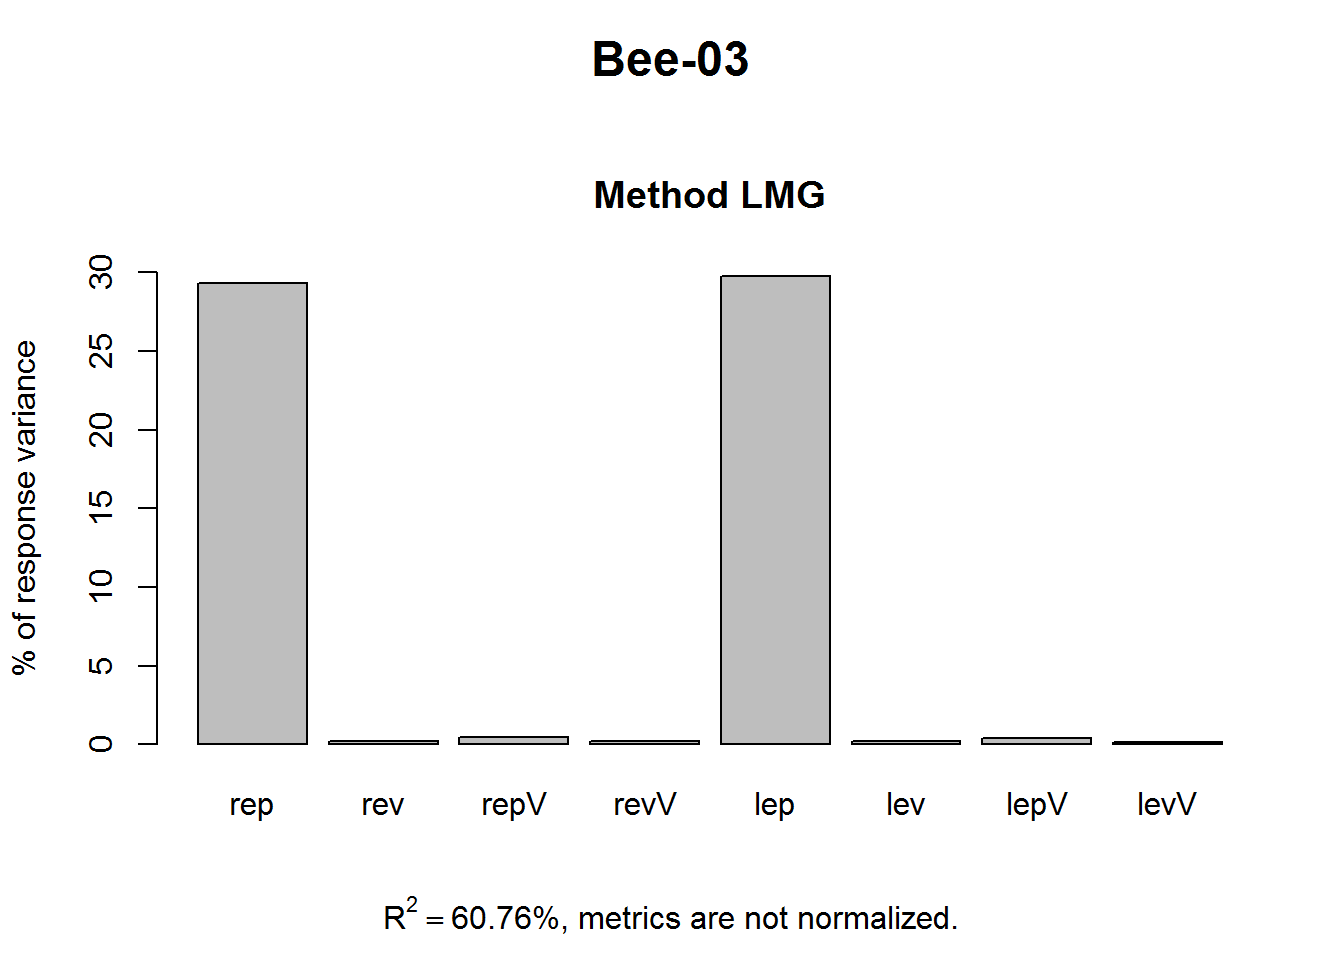 Bee-03
Method LMG
% of response variance
30
25
20
15
10
5
0
rep rev repV revV lep lev lepV levV
R² = 60.76%, metrics are not normalized.